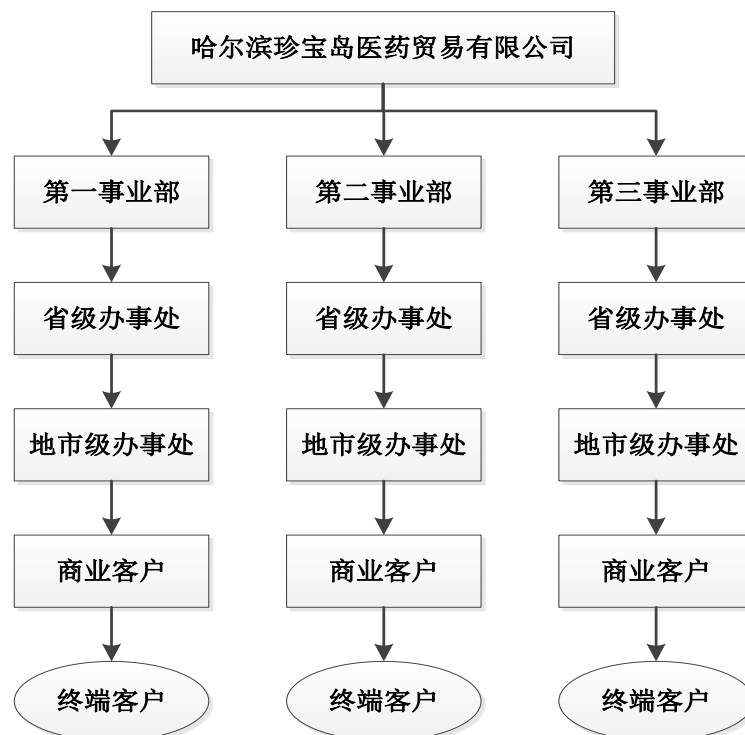 哈尔滨珍宝岛医药贸易有限公司
第一事业部
第二事业部
第三事业部
省级办事处
省级办事处
省级办事处
地市级办事处
地市级办事处
地市级办事处
商业客户
商业客户
商业客户
终端客户
终端客户
终端客户